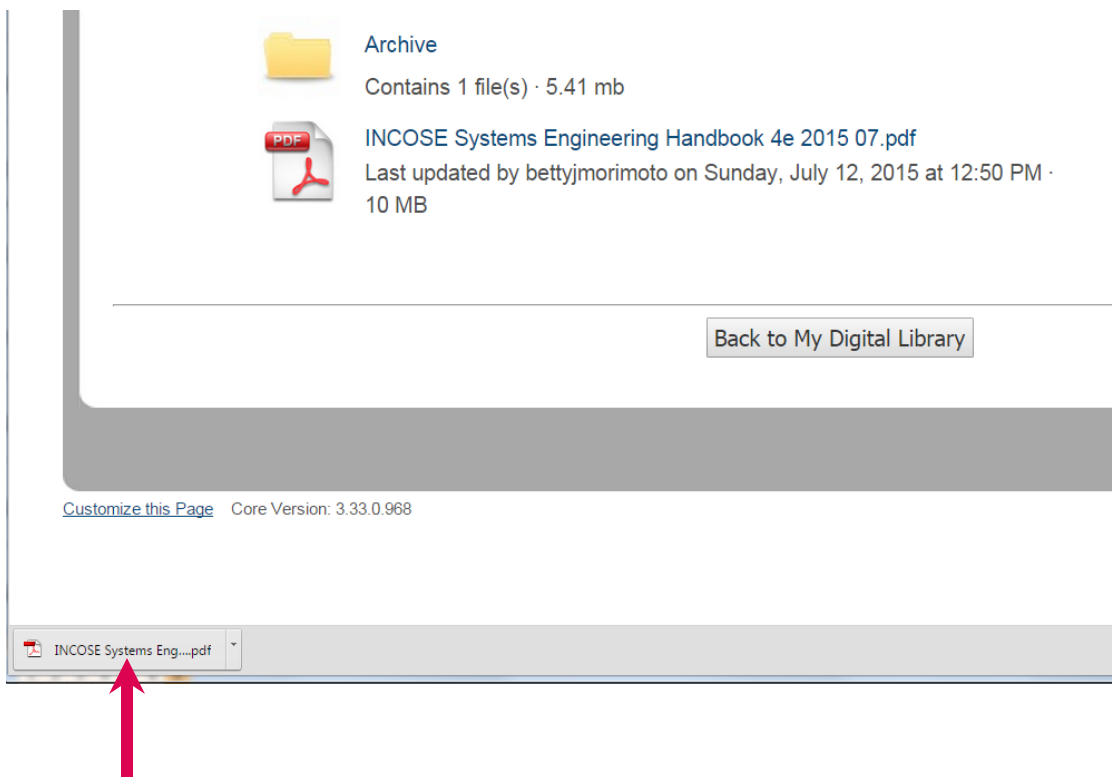 Archive
Contains 1 file(s) · 5.41 mb
PDF
INCOSE Systems Engineering Handbook 4e 2015 07.pdf
Last updated by bettyjmorimoto on Sunday, July 12, 2015 at 12:50 PM ·
10 MB
Back to My Digital Library
Customize this Page Core Version: 3.33.0.968
INCOSE Systems Eng....pdf